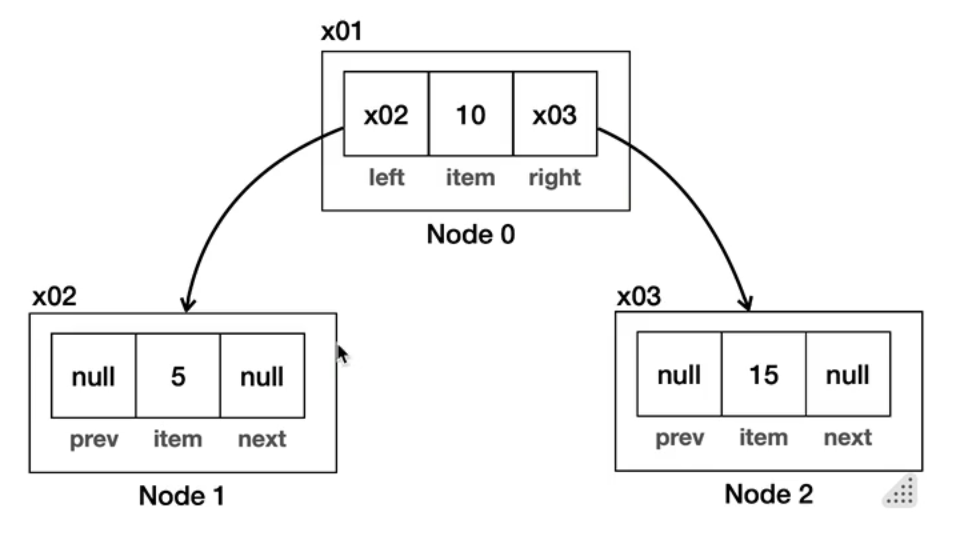 x01
x02 10 x03
left item right
Node 0
x02
null 5 null
prev item next
Node 1
x03
null 15 null
prev item next
Node 2